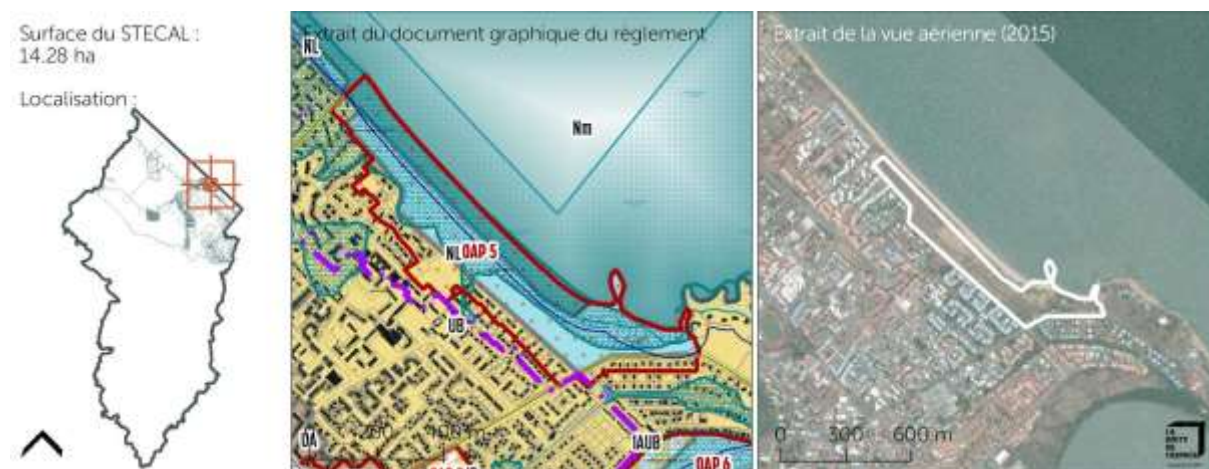 Surface du STECAL :
14.28 ha
Localisation :
Extrait du document graphique du règlement
NL
Nm
NL OAP 5
UB
IAUB
OAP 6
Extrait de la vue aérienne (2015)
0 300 600 m